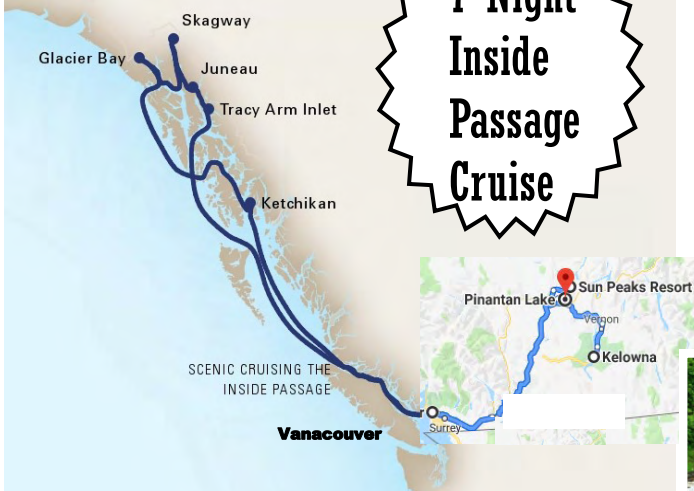 Skagway
Glacier Bay
Juneau
Tracy Arm Inlet
Ketchikan
Night
Inside
Passage
Cruise
Sun Peaks Resort
Pinantan Lake
Vernon
Kelowna
SCENIC CRUISING THE
INSIDE PASSAGE
Surrey
Vanacouver